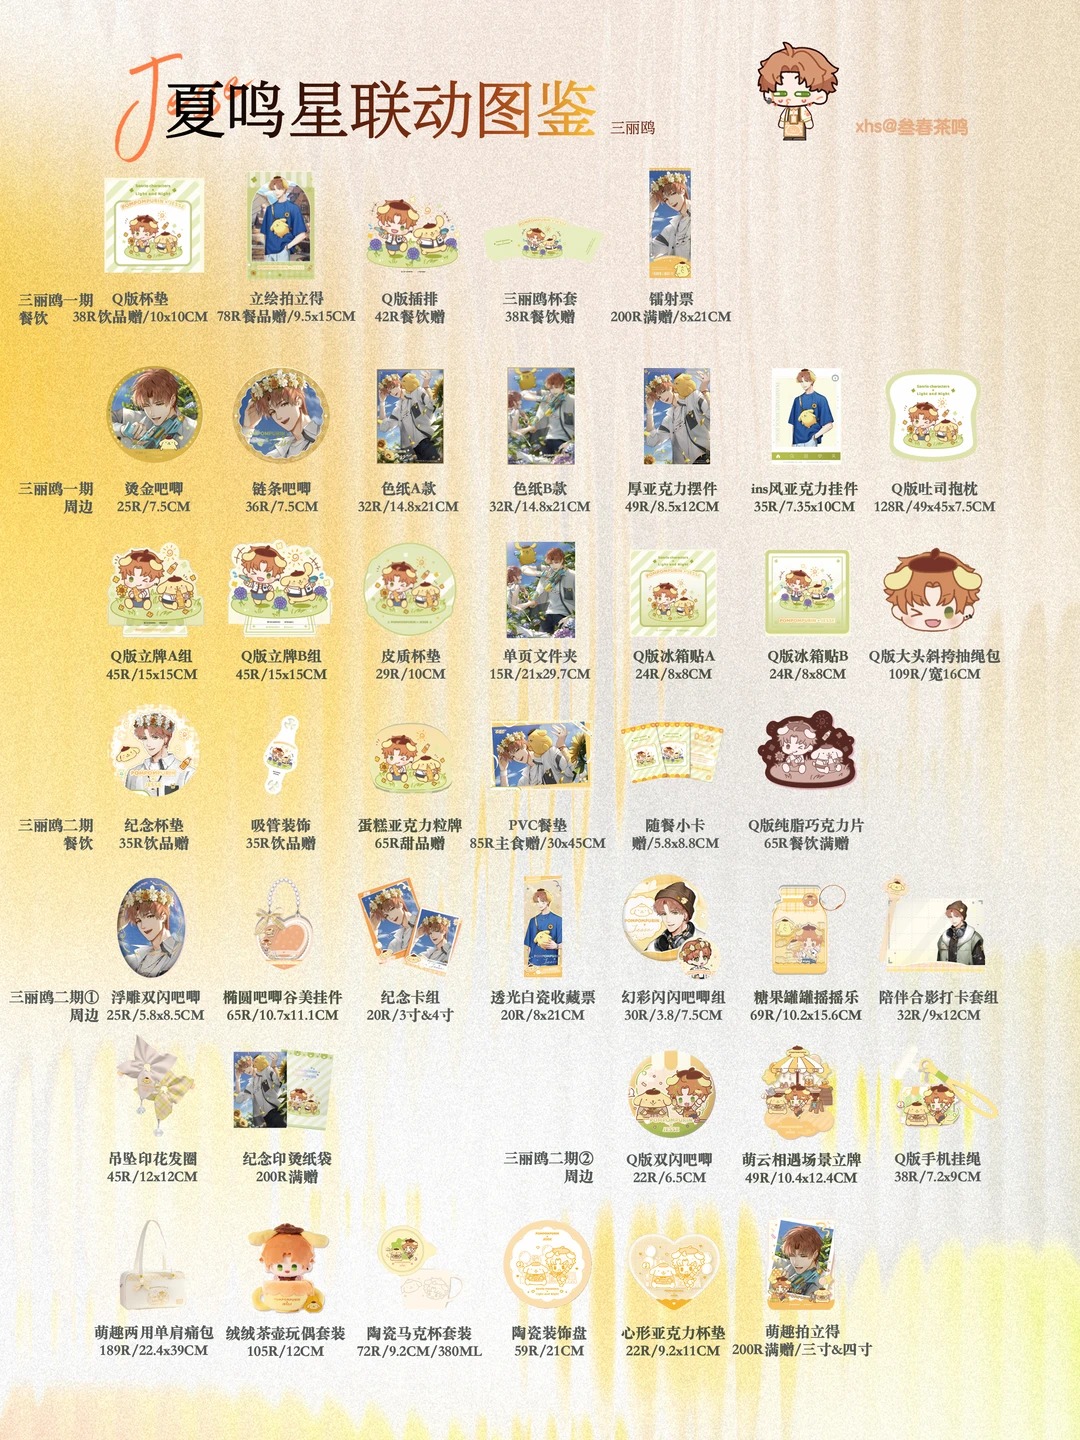 夏鸣星联动图鉴 三丽鸥
xhs@叁春茶鸣
三丽鸥一期
餐饮
Q版杯垫
38R饮品赠/10x10CM
立绘拍立得
78R餐品赠/9.5x15CM
Q版插排
42R餐饮赠
三丽鸥杯套
38R餐饮赠
镭射票
200R满赠/8x21CM
三丽鸥一期
周边
烫金吧唧
25R/7.5CM
链条吧唧
36R/7.5CM
色纸A款
32R/14.8x21CM
色纸B款
32R/14.8x21CM
厚亚克力摆件
49R/8.5x12CM
ins风亚克力挂件
35R/7.35x10CM
Q版吐司抱枕
128R/49x45x7.5CM
Q版立牌A组
45R/15x15CM
Q版立牌B组
45R/15x15CM
皮质杯垫
29R/10CM
单页文件夹
15R/21x29.7CM
Q版冰箱贴A
24R/8x8CM
Q版冰箱贴B
24R/8x8CM
Q版大头斜挎抽绳包
109R/宽16CM
三丽鸥二期
餐饮
纪念杯垫
35R饮品赠
吸管装饰
35R饮品赠
蛋糕亚克力粒牌
65R甜品赠
PVC餐垫
85R主食赠/30x45CM
随餐小卡
赠/5.8x8.8CM
Q版纯脂巧克力片
65R餐饮满赠
三丽鸥二期①
周边
浮雕双闪吧唧
25R/5.8x8.5CM
椭圆吧唧谷美挂件
65R/10.7x11.1CM
纪念卡组
20R/3寸&4寸
透光白瓷收藏票
20R/8x21CM
幻彩闪闪吧唧组
30R/3.8/7.5CM
糖果罐罐摇摇乐
69R/10.2x15.6CM
陪伴合影打卡套组
32R/9x12CM
吊坠印花发圈
45R/12x12CM
纪念印烫纸袋
200R满赠
三丽鸥二期②
周边
Q版双闪吧唧
22R/6.5CM
萌云相遇场景立牌
49R/10.4x12.4CM
Q版手机挂绳
38R/7.2x9CM
萌趣两用单肩痛包
189R/22.4x39CM
绒绒茶壶玩偶套装
105R/12CM
陶瓷马克杯套装
72R/9.2CM/380ML
陶瓷装饰盘
59R/21CM
心形亚克力杯垫
22R/9.2x11CM
萌趣拍立得
200R满赠/三寸&四寸